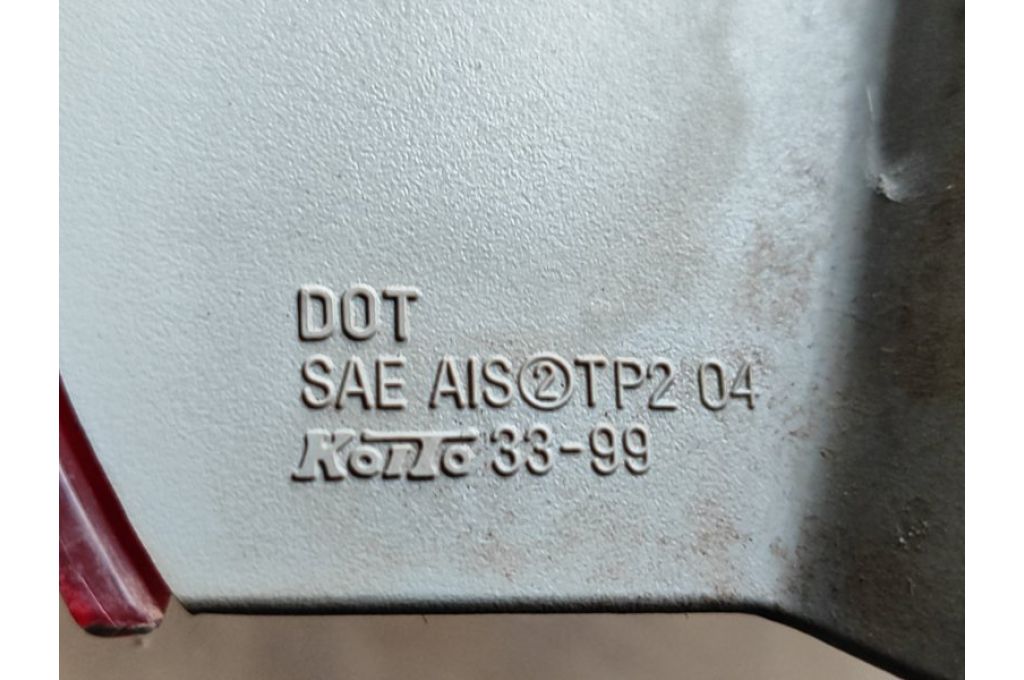 DOT
SAE AIS②TP2 04
KoiTo 33-99